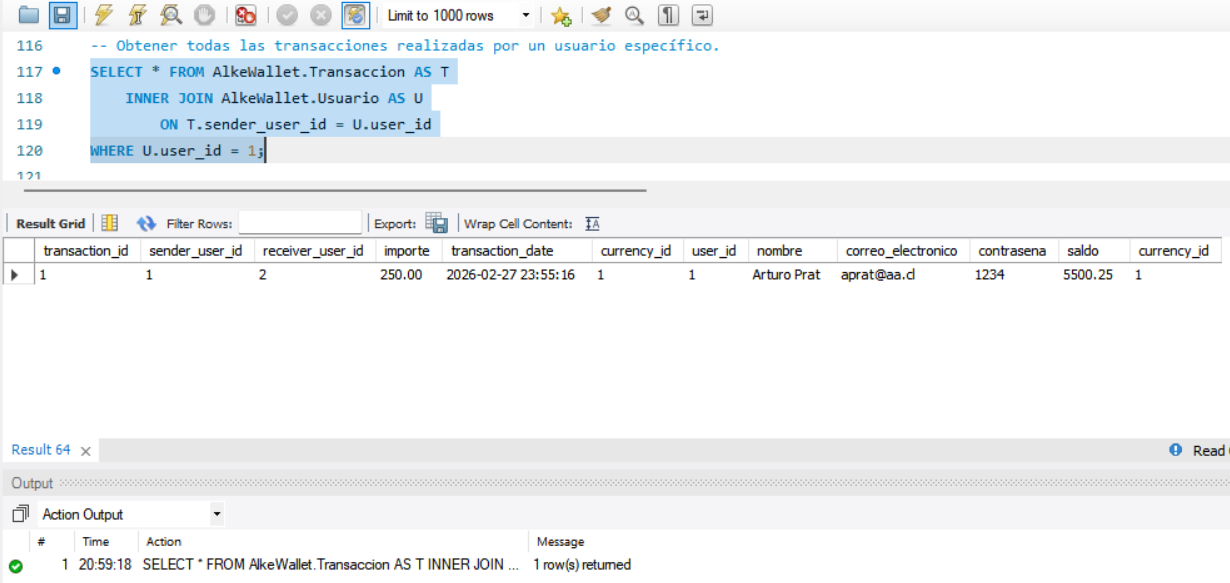 Limit to 1000 rows
116 -- Obtener todas las transacciones realizadas por un usuario específico.
117 SELECT * FROM AlkeWallet.Transaccion AS T
118 INNER JOIN AlkeWallet.Usuario AS U
119 ON T.sender_user_id = U.user_id
120 WHERE U.user_id = 1;
121
Result Grid Filter Rows: Export: Wrap Cell Content:
transaction_id sender_user_id receiver_user_id importe transaction_date currency_id user_id nombre correo_electronico contrasena saldo currency_id
1 1 2 250.00 2026-02-27 23:55:16 1 1 Arturo Prat aprat@aa.cl 1234 5500.25 1
Result 64 Read
Output
Action Output
# Time Action Message
1 20:59:18 SELECT * FROM AlkeWallet.Transaccion AS T INNER JOIN ... 1 row(s) returned